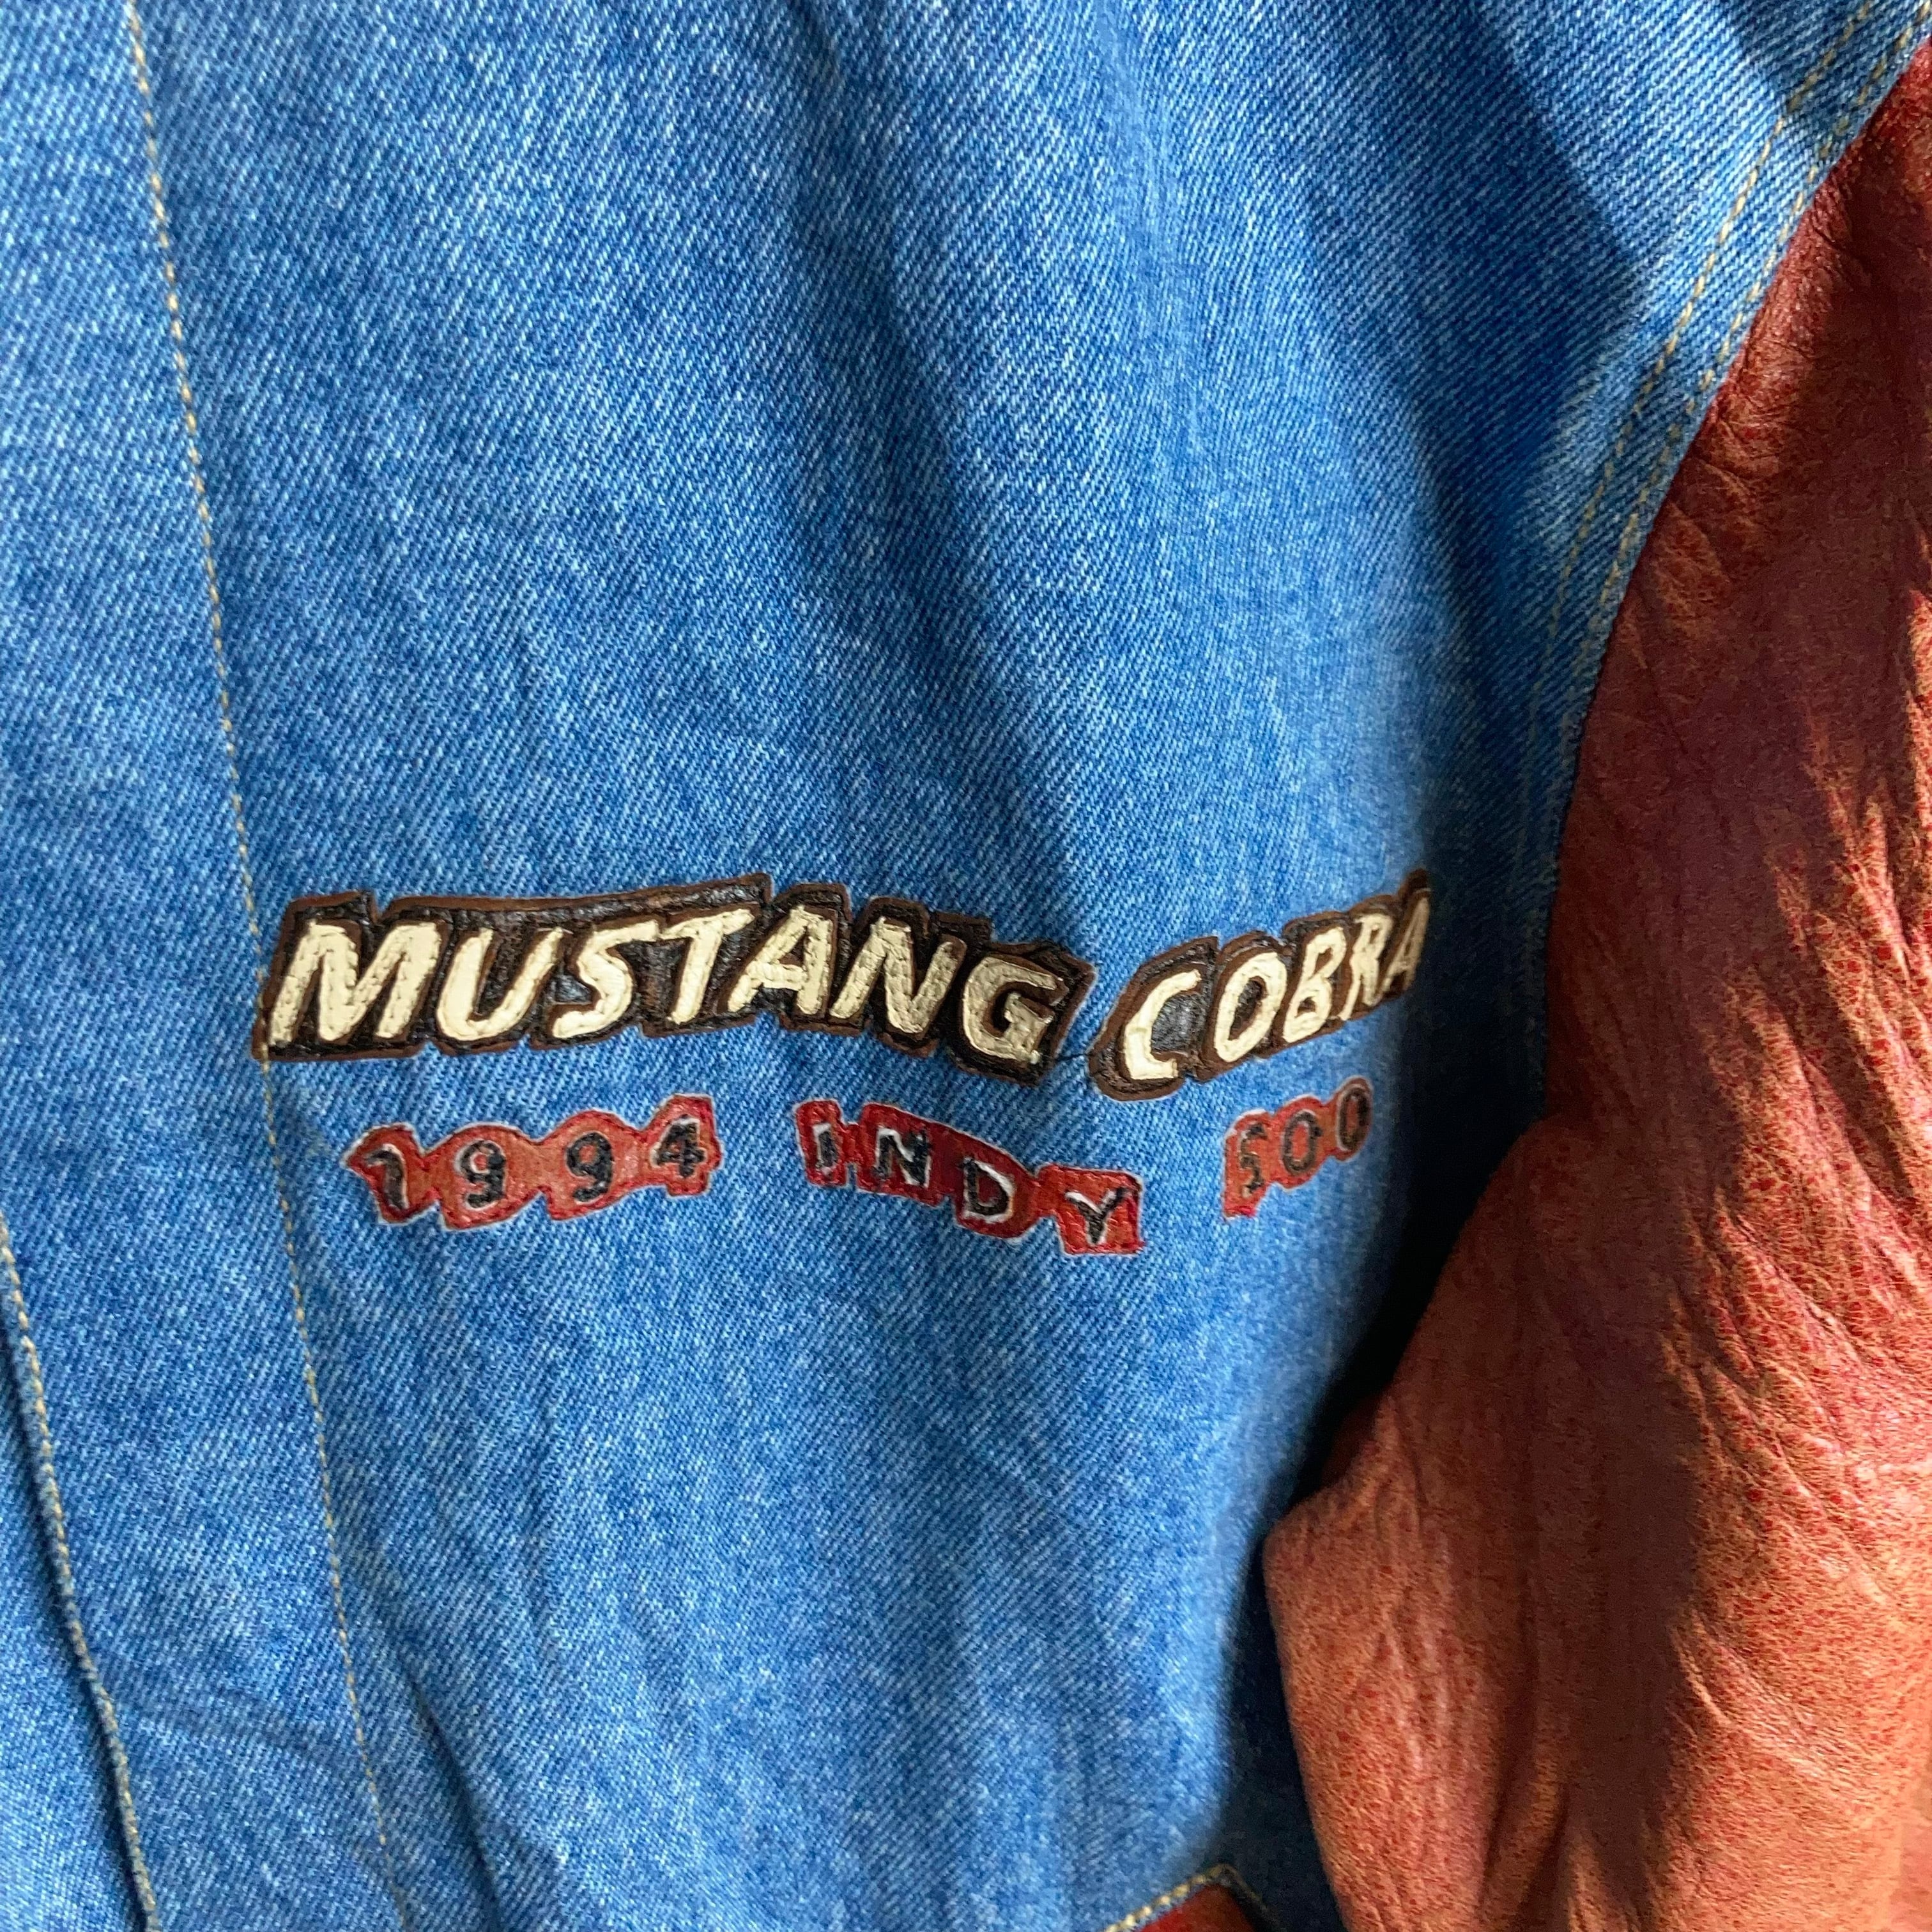 MUSTANG COBRA
1994 INDY 500